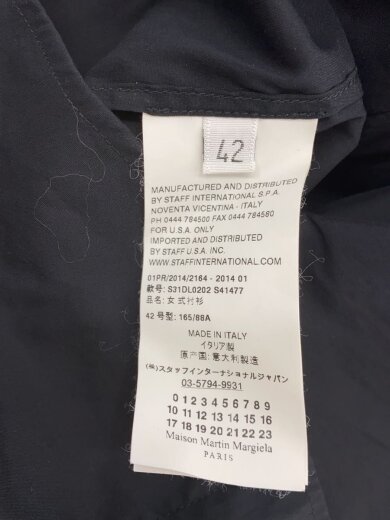 42
MANUFACTURED AND DISTRIBUTED
BY STAFF INTERNATIONAL S.P.A.
NOVENTA VICENTINA - ITALY
PH 0444 784500 FAX 0444 784580
FOR U.S.A. ONLY
IMPORTED AND DISTRIBUTED
BY STAFF U.S.A. INC.
WWW.STAFFINTERNATIONAL.COM
01PR/2014/2164 - 2014 01
款号: S31DL0202 S41477
品名: 女式衬衫
42 号型: 165/88A
MADE IN ITALY
イタリア製
原产国: 意大利製造
(株)スタッフインターナショナルジャパン
03-5794-9931
0 1 2 3 4 5 6 7 8 9
10 11 12 13 14 15 16
17 18 19 20 21 22 23
Maison Martin Margiela
PARIS